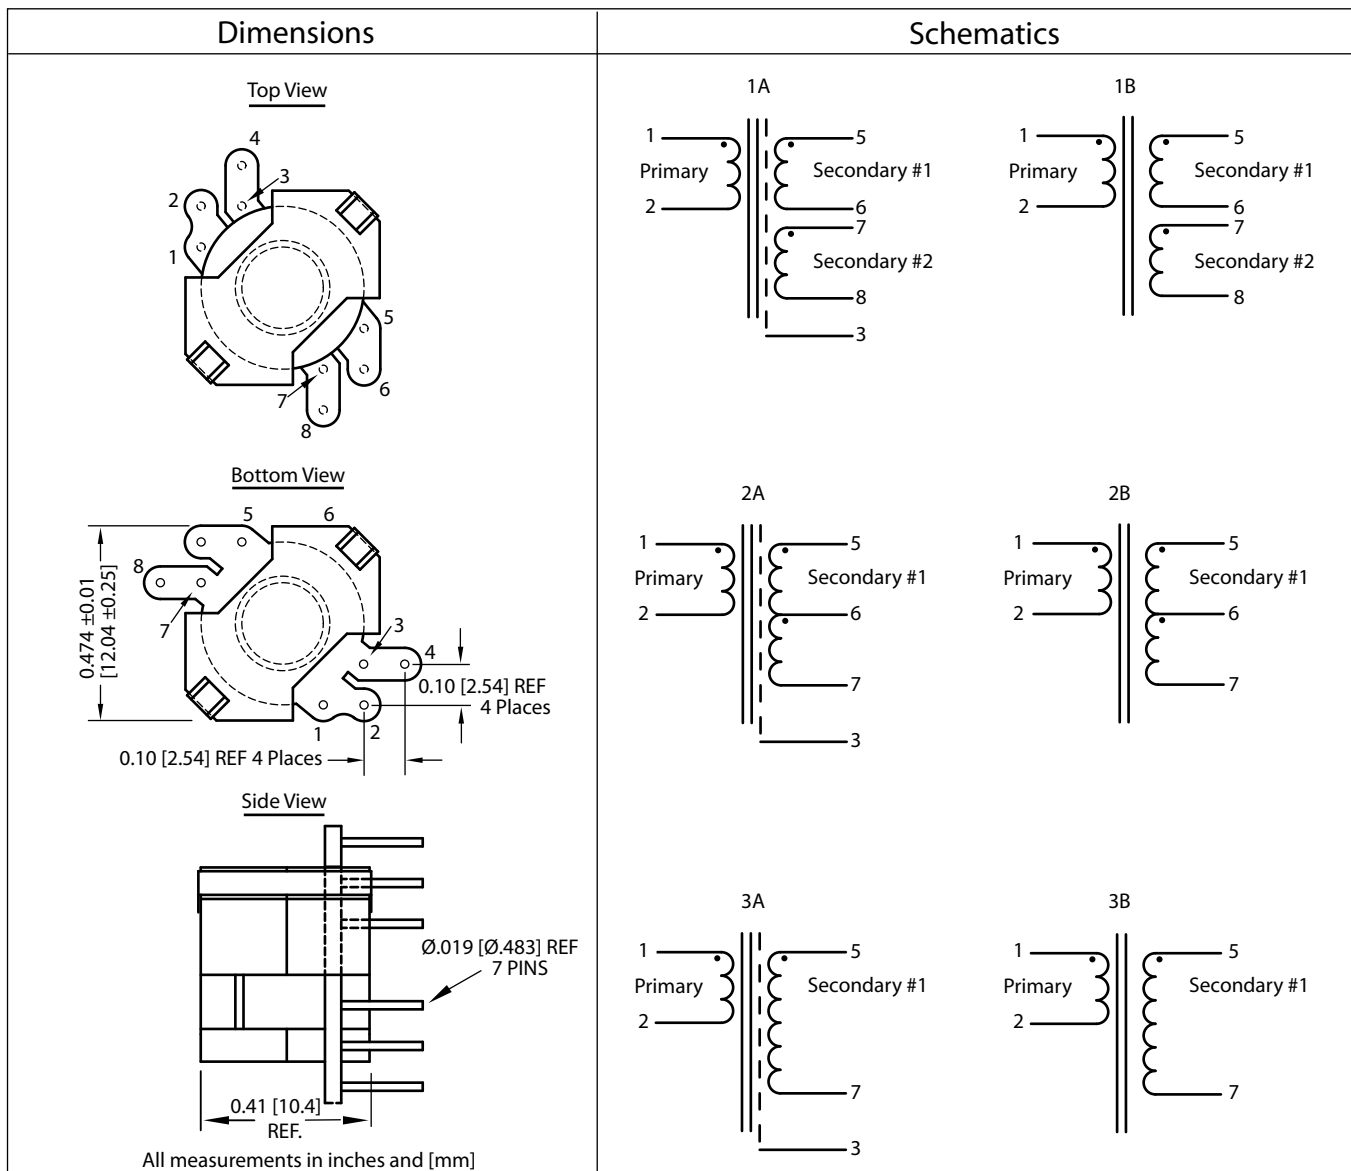 Dimensions
Schematics
Top View
4
3
2
1
5
6
7
8
Bottom View
5
6
8
7
3
4
1
2
0.474 ±0.01
[12.04 ±0.25]
0.10 [2.54] REF
4 Places
0.10 [2.54] REF 4 Places
Side View
Ø.019 [Ø.483] REF
7 PINS
0.41 [10.4]
REF.
All measurements in inches and [mm]
1A
1
Primary
2
5
Secondary #1
6
7
Secondary #2
8
3
1B
1
Primary
2
5
Secondary #1
6
7
Secondary #2
8
2A
1
Primary
2
5
Secondary #1
6
7
3
2B
1
Primary
2
5
Secondary #1
6
7
3A
1
Primary
2
5
Secondary #1
7
3
3B
1
Primary
2
5
Secondary #1
7